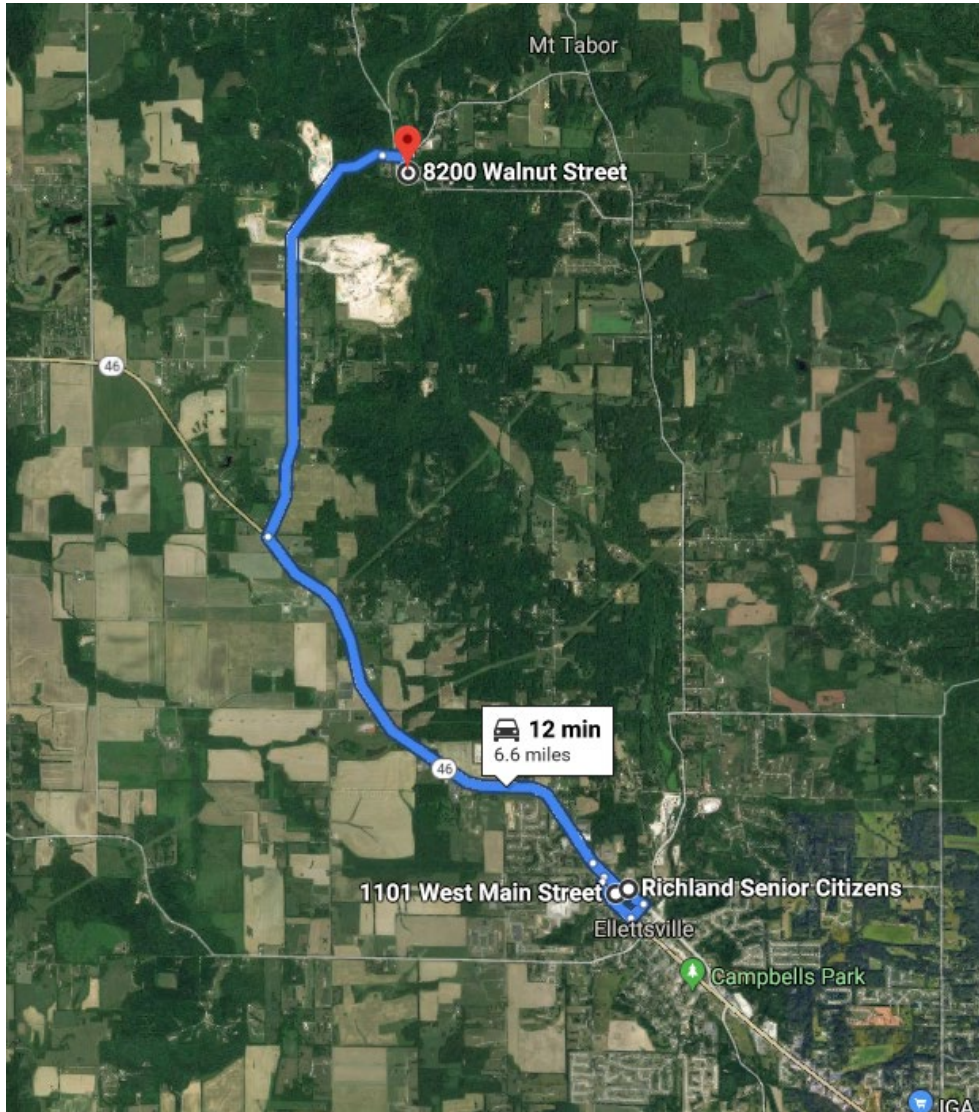 Mt Tabor
8200 Walnut Street
46
12 min
6.6 miles
46
1101 West Main Street
Richland Senior Citizens
Ellettsville
Campbells Park
IGA